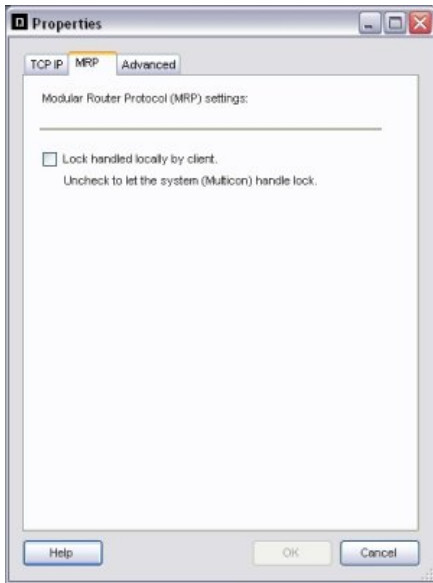 Properties
TCP IP MRP Advanced
Modular Router Protocol (MRP) settings:
Lock handled locally by client.
Uncheck to let the system (Multicon) handle lock.
Help OK Cancel